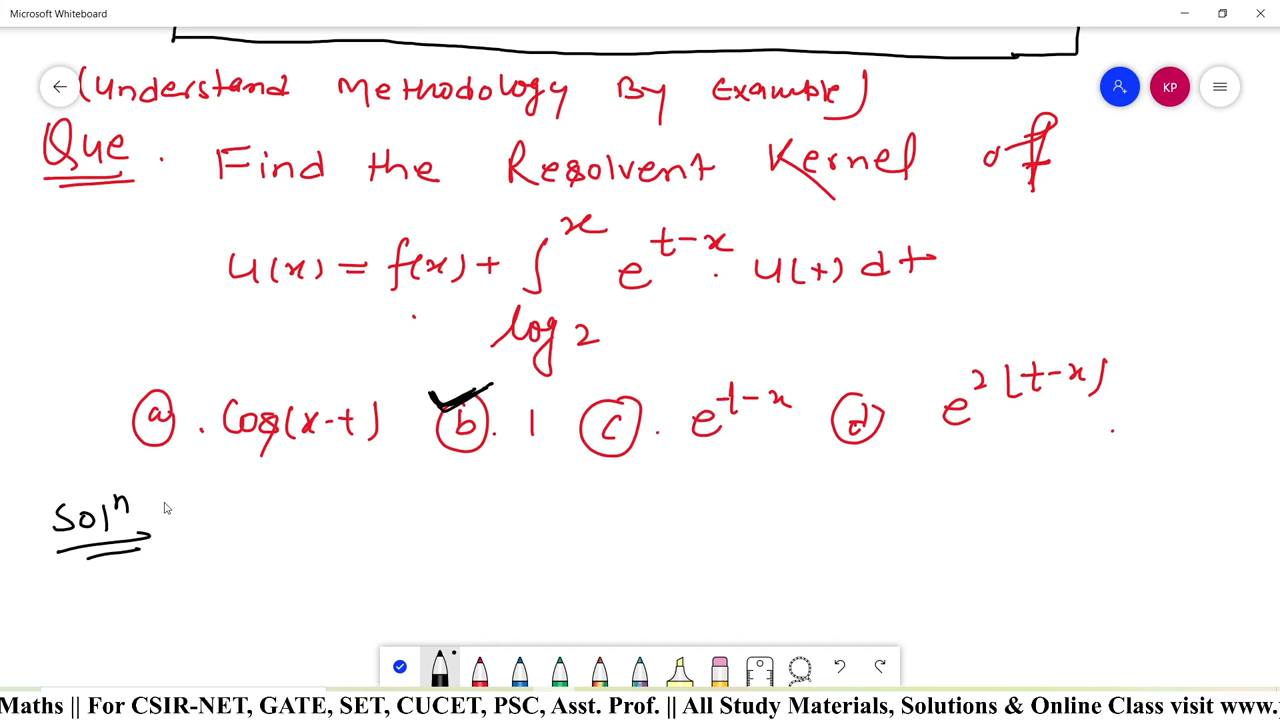 Microsoft Whiteboard
(Understand Methodology By Example)
KP
Que. Find the Resolvent Kernel of
u(x) = f(x) + ∫_{log 2}^{x} e^{t-x} . u(t) dt
(a). Cos(x-t) (b). 1 (c). e^{t-x} (d) e^{2(t-x)}.
Solⁿ
Maths || For CSIR-NET, GATE, SET, CUCET, PSC, Asst. Prof. || All Study Materials, Solutions & Online Class visit www.